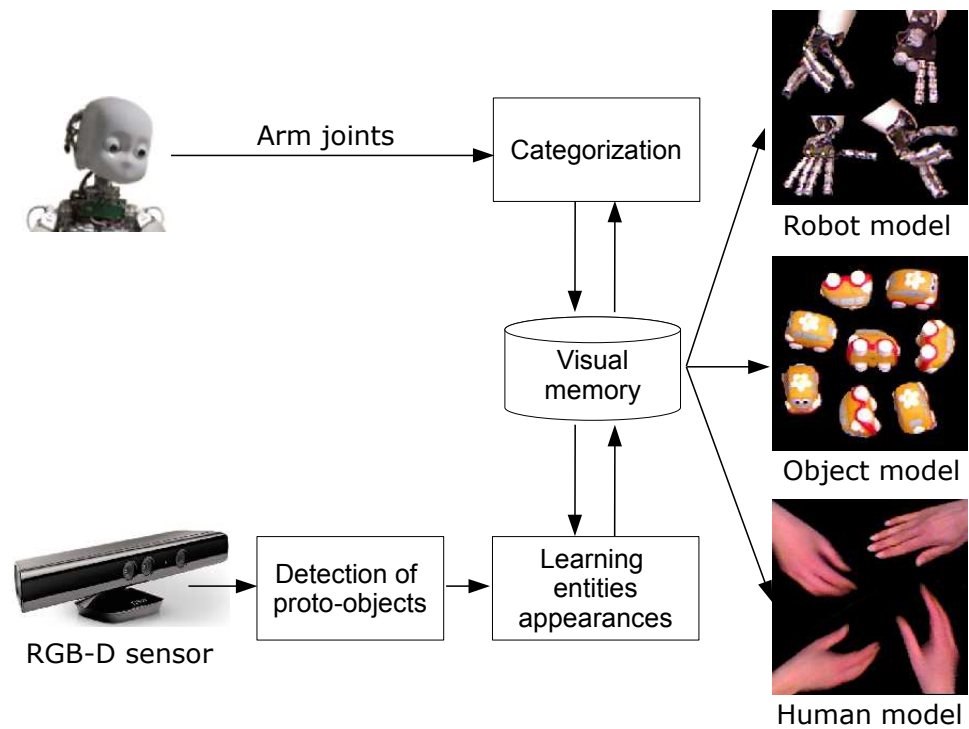 Arm joints
Categorization
Robot model
Visual
memory
Object model
Detection of
proto-objects
Learning
entities
appearances
RGB-D sensor
Human model